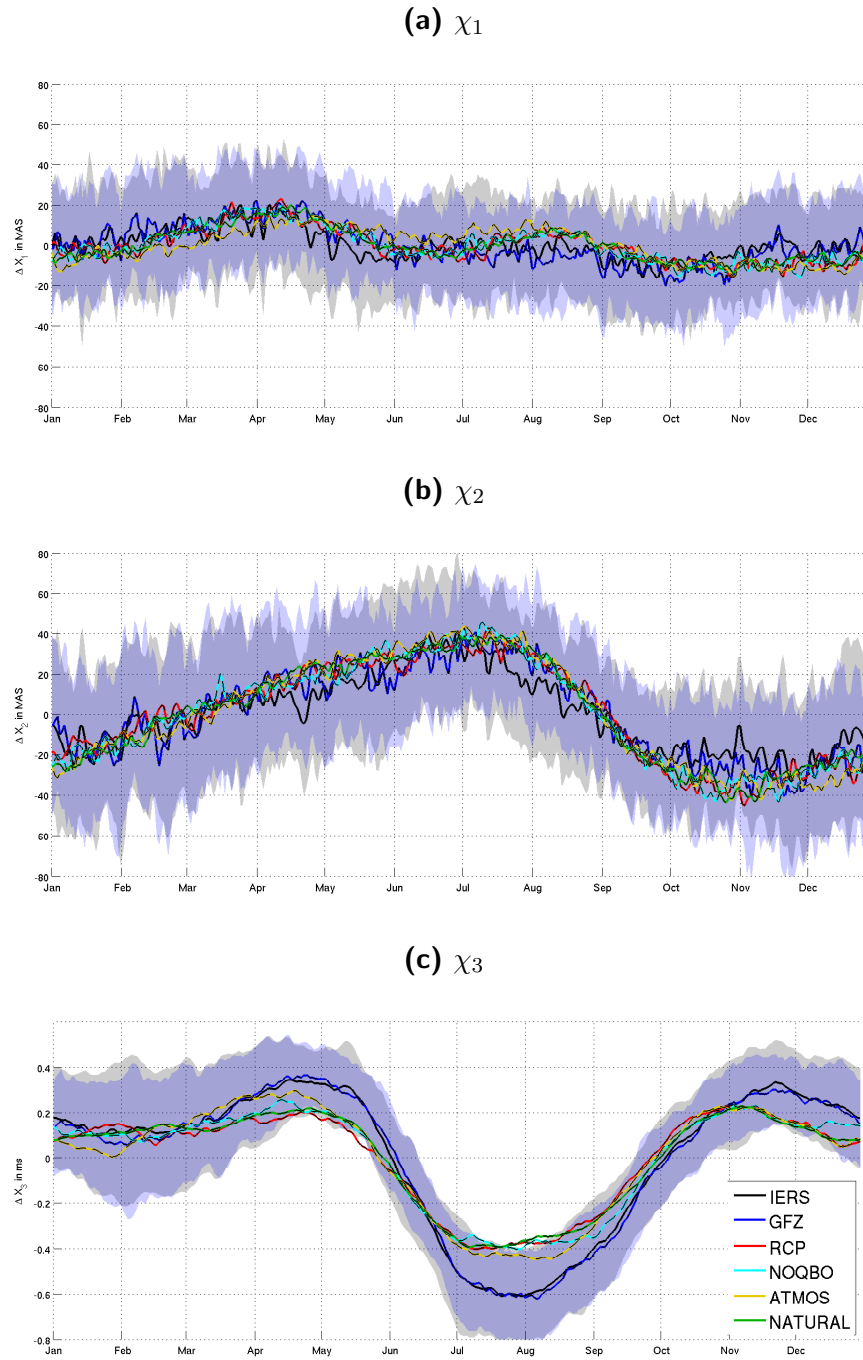 (a) χ1
80
60
40
20
0
-20
-40
-60
-80
Δ X1 in MAS
Jan Feb Mar Apr May Jun Jul Aug Sep Oct Nov Dec
(b) χ2
80
60
40
20
0
-20
-40
-60
-80
Δ X2 in MAS
Jan Feb Mar Apr May Jun Jul Aug Sep Oct Nov Dec
(c) χ3
0.4
0.2
0
-0.2
-0.4
-0.6
-0.8
Δ X3 in ms
Jan Feb Mar Apr May Jun Jul Aug Sep Oct Nov Dec
IERS
GFZ
RCP
NOQBO
ATMOS
NATURAL